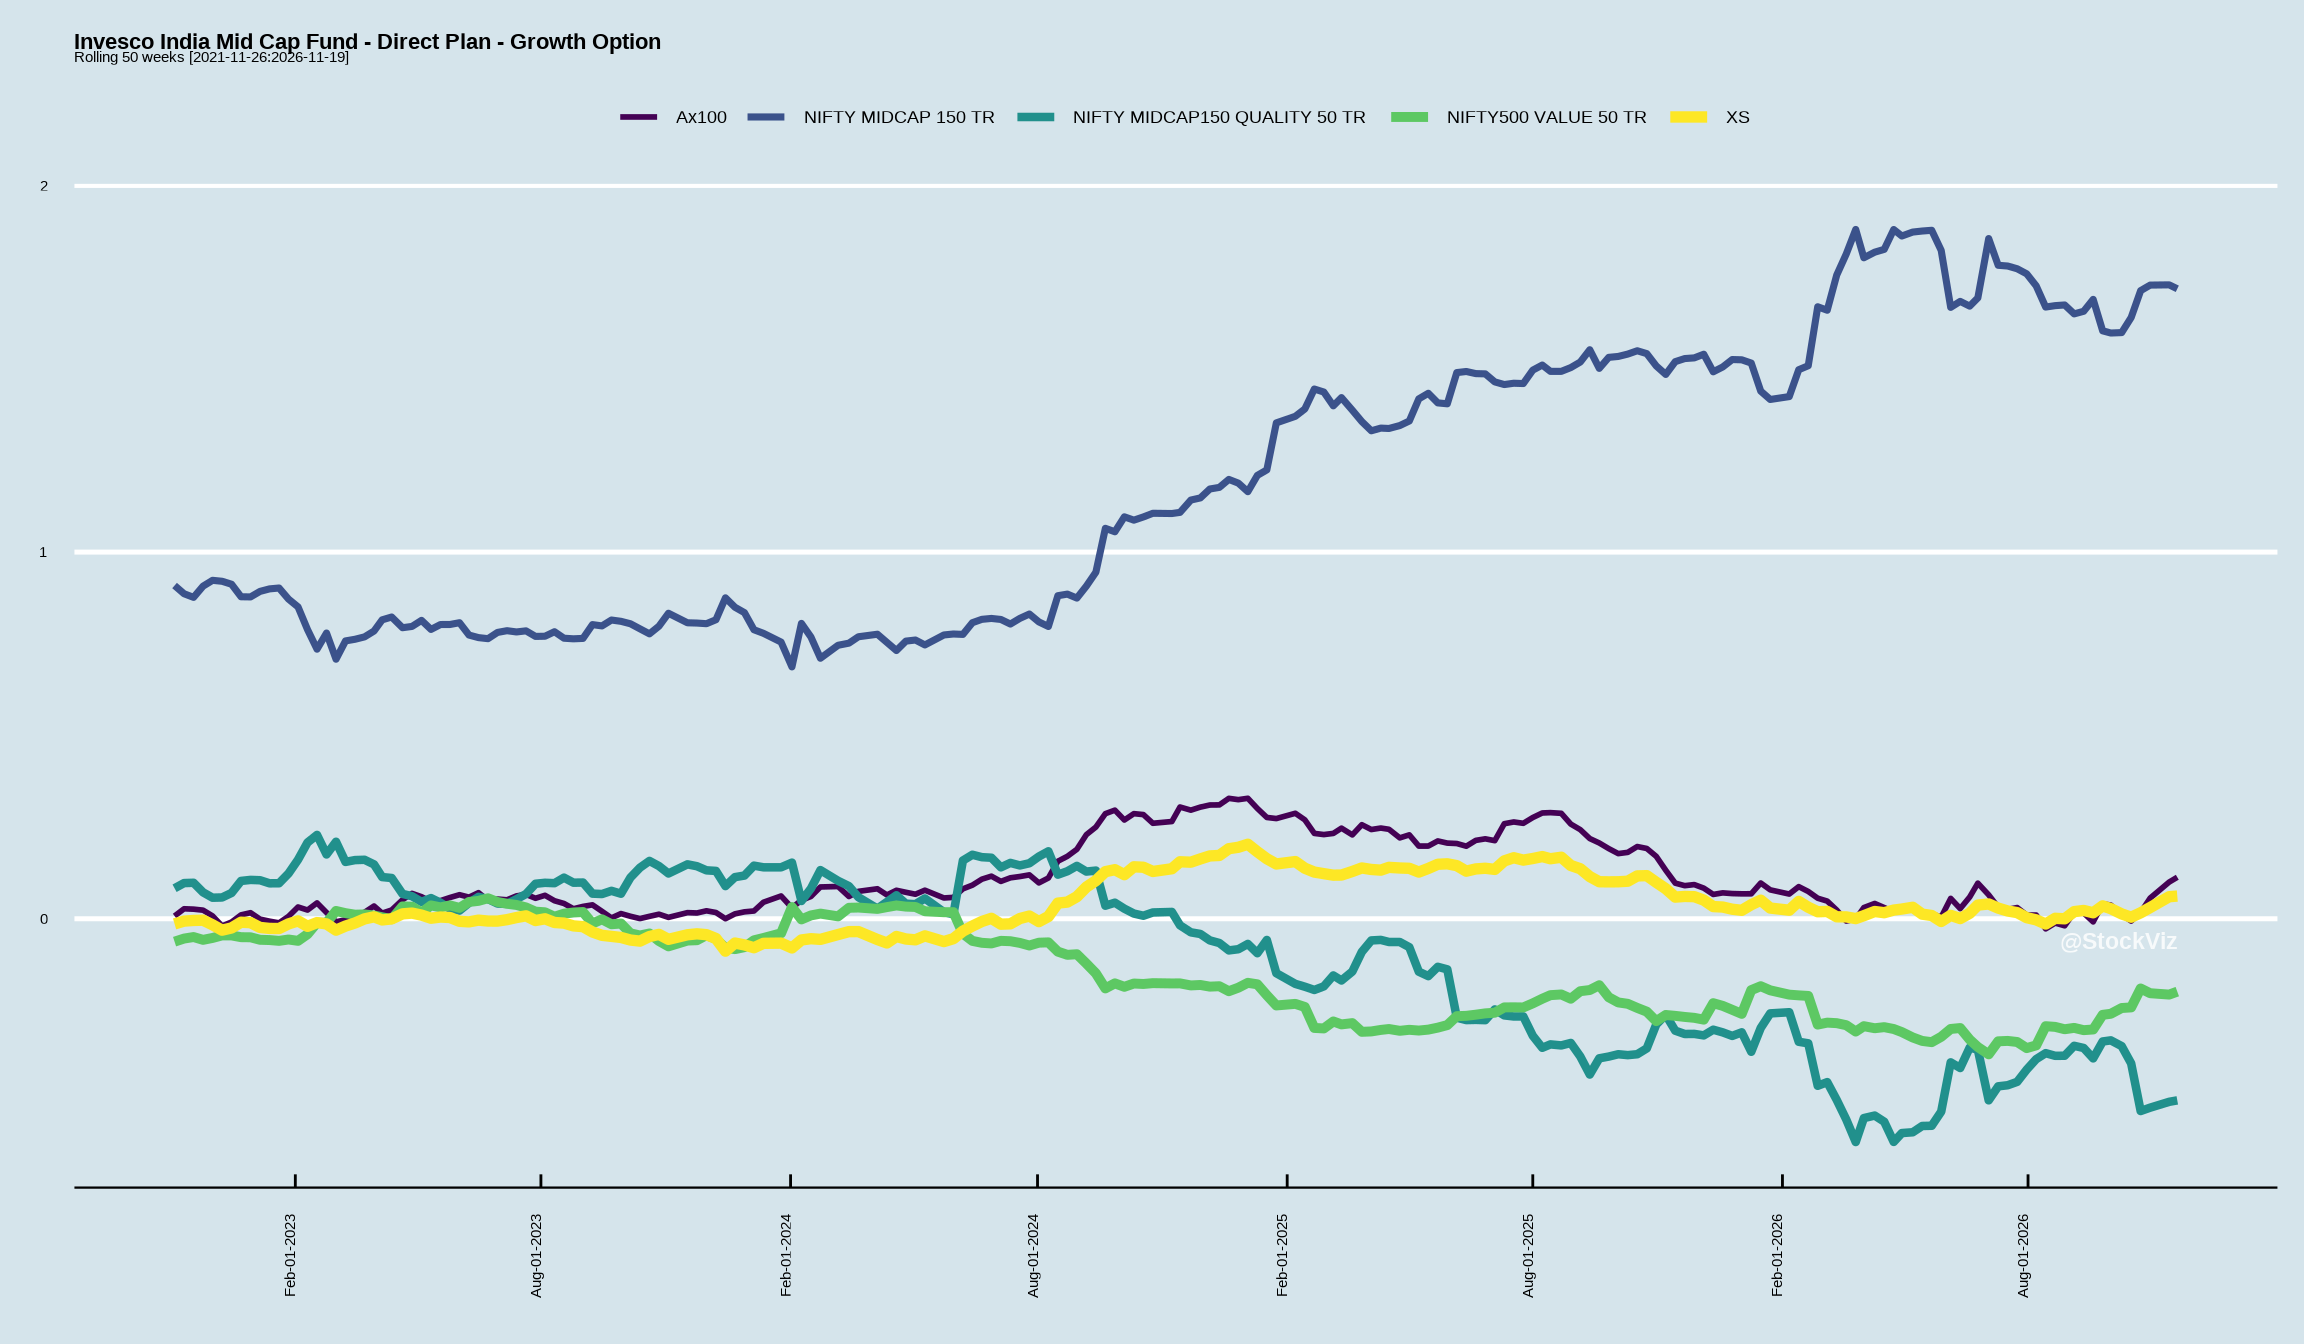 Invesco India Mid Cap Fund - Direct Plan - Growth Option
Rolling 50 weeks [2021-11-26:2026-11-19]
Ax100 NIFTY MIDCAP 150 TR NIFTY MIDCAP150 QUALITY 50 TR NIFTY500 VALUE 50 TR XS
2
1
0
@StockViz
Feb-01-2023 Aug-01-2023 Feb-01-2024 Aug-01-2024 Feb-01-2025 Aug-01-2025 Feb-01-2026 Aug-01-2026